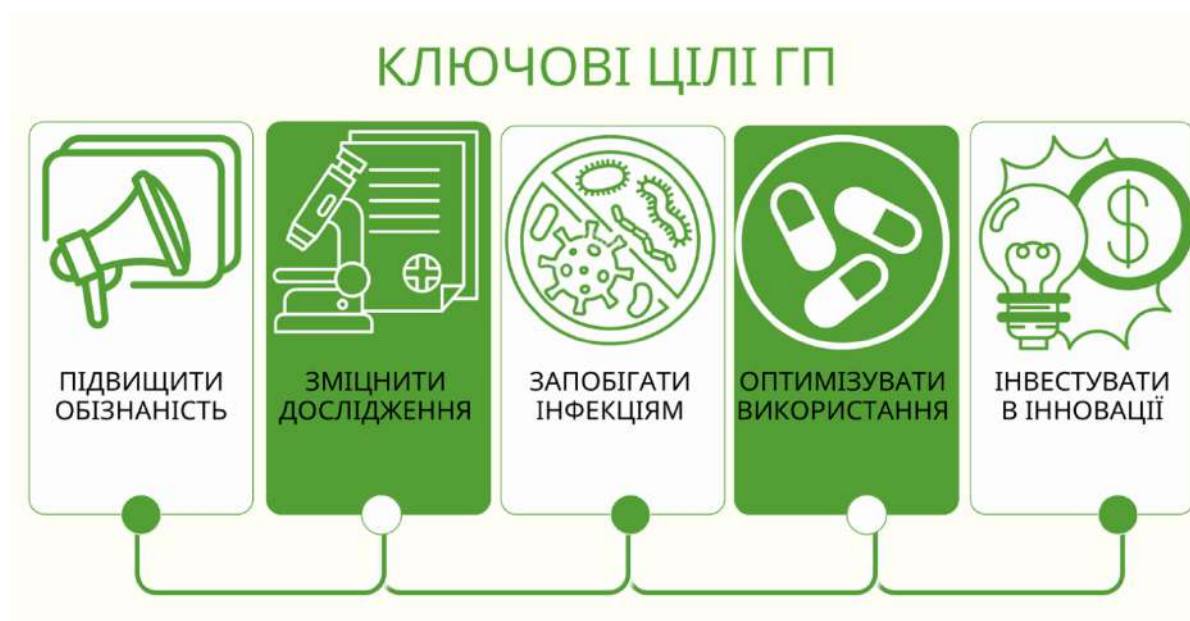 КЛЮЧОВІ ЦІЛІ ГП
ПІДВИЩИТИ
ОБІЗНАНІСТЬ
ЗМІЦНИТИ
ДОСЛІДЖЕННЯ
ЗАПОБІГАТИ
ІНФЕКЦІЯМ
ОПТИМІЗУВАТИ
ВИКОРИСТАННЯ
ІНВЕСТУВАТИ
В ІННОВАЦІЇ